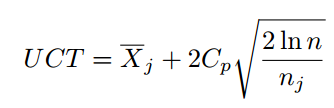 $UCT = \overline{X}_j + 2C_p \sqrt{\frac{2 \ln n}{n_j}}$